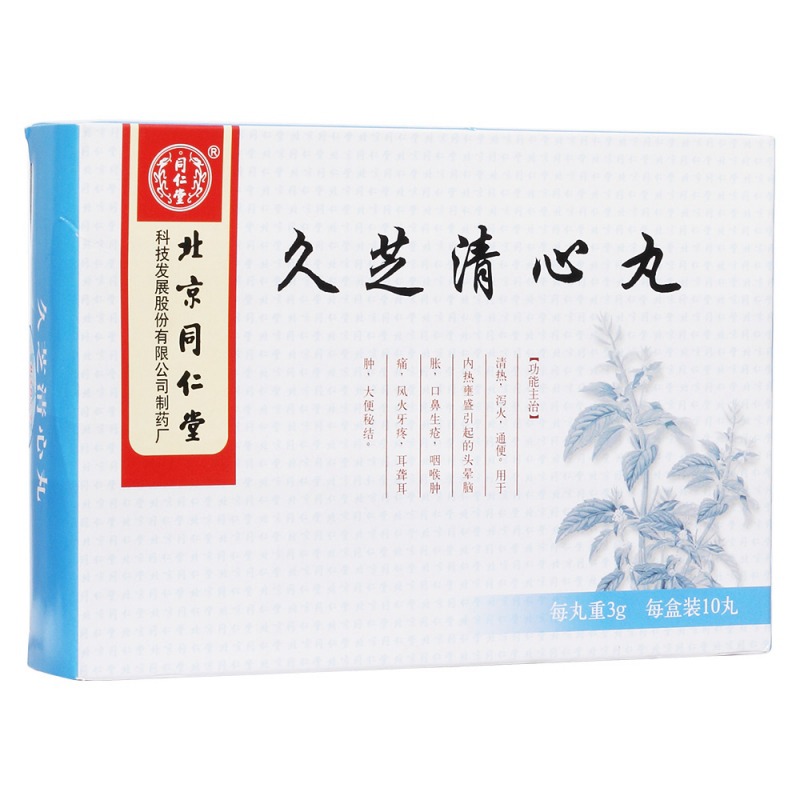 同仁堂
®
北京同仁堂
科技发展股份有限公司制药厂
久芝清心丸
【功能主治】
清热，泻火，通便。用于
内热壅盛引起的头晕脑
胀，口鼻生疮，咽喉肿
痛，风火牙疼，耳聋耳
肿，大便秘结。
每丸重3g 每盒装10丸
久芝清心丸